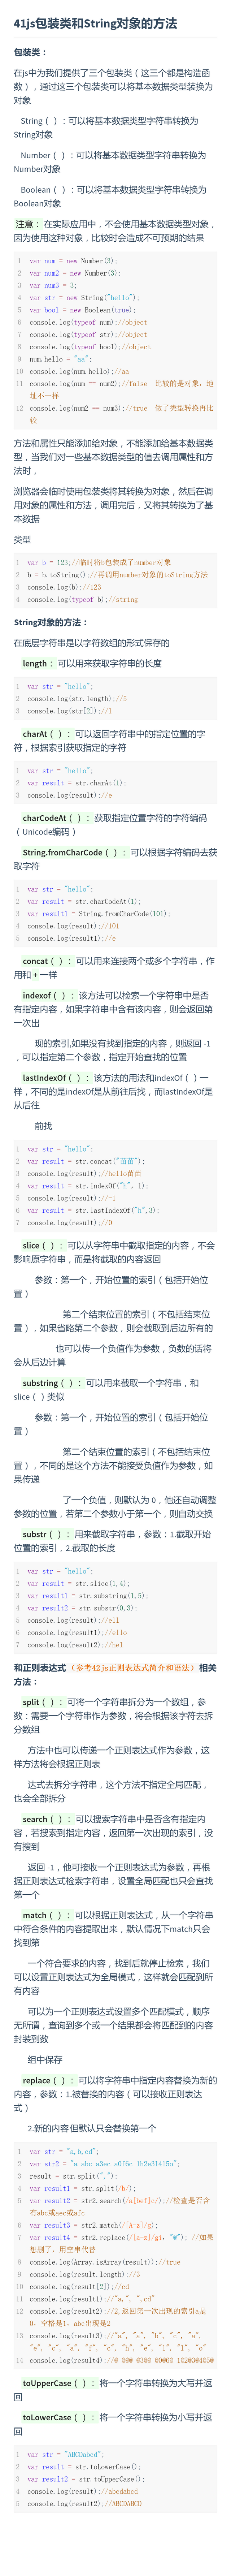 41js包装类和String对象的方法
包装类：
在js中为我们提供了三个包装类（这三个都是构造函
数），通过这三个包装类可以将基本数据类型装换为
对象
String（）：可以将基本数据类型字符串转换为
String对象
Number（）：可以将基本数据类型字符串转换为
Number对象
Boolean（）：可以将基本数据类型字符串转换为
Boolean对象
注意： 在实际应用中，不会使用基本数据类型对象，
因为使用这种对象，比较时会造成不可预期的结果
1 var num = new Number(3);
2 var num2 = new Number(3);
3 var num3 = 3;
4 var str = new String("hello");
5 var bool = new Boolean(true);
6 console.log(typeof num);//object
7 console.log(typeof str);//object
8 console.log(typeof bool);//object
9 num.hello = "aa";
10 console.log(num.hello);//aa
11 console.log(num == num2);//false 比较的是对象，地
址不一样
12 console.log(num2 == num3);//true 做了类型转换再比
较
方法和属性只能添加给对象，不能添加给基本数据类
型，当我们对一些基本数据类型的值去调用属性和方
法时，
浏览器会临时使用包装类将其转换为对象，然后在调
用对象的属性和方法，调用完后，又将其转换为了基
本数据
类型
1 var b = 123;//临时将b包装成了number对象
2 b = b.toString();//再调用number对象的toString方法
3 console.log(b);//123
4 console.log(typeof b);//string
String对象的方法：
在底层字符串是以字符数组的形式保存的
length： 可以用来获取字符串的长度
1 var str = "hello";
2 console.log(str.length);//5
3 console.log(str[2]);//l
charAt（）：可以返回字符串中的指定位置的字
符，根据索引获取指定的字符
1 var str = "hello";
2 var result = str.charAt(1);
3 console.log(result);//e
charCodeAt（）： 获取指定位置字符的字符编码
（Unicode编码）
String.fromCharCode（）：可以根据字符编码去获
取字符
1 var str = "hello";
2 var result = str.charCodeAt(1);
3 var result1 = String.fromCharCode(101);
4 console.log(result);//101
5 console.log(result1);//e
concat（）：可以用来连接两个或多个字符串，作
用和 + 一样
indexof（）：该方法可以检索一个字符串中是否
有指定内容，如果字符串中含有该内容，则会返回第
一次出
现的索引,如果没有找到指定的内容，则返回 -1
，可以指定第二个参数，指定开始查找的位置
lastIndexOf（）：该方法的用法和indexOf（）一
样，不同的是indexOf是从前往后找，而lastIndexOf是
从后往
前找
1 var str = "hello";
2 var result = str.concat("苗苗");
3 console.log(result);//hello苗苗
4 var result = str.indexOf("h"，1);
5 console.log(result);//-1
6 var result = str.lastIndexOf("h",3);
7 console.log(result);//0
slice（）：可以从字符串中截取指定的内容，不会
影响原字符串，而是将截取的内容返回
参数：第一个，开始位置的索引（包括开始位
置）
第二个结束位置的索引（不包括结束位
置），如果省略第二个参数，则会截取到后边所有的
也可以传一个负值作为参数，负数的话将
会从后边计算
substring（）：可以用来截取一个字符串，和
slice（）类似
参数：第一个，开始位置的索引（包括开始位
置）
第二个结束位置的索引（不包括结束位
置），不同的是这个方法不能接受负值作为参数，如
果传递
了一个负值，则默认为 0，他还自动调整
参数的位置，若第二个参数小于第一个，则自动交换
substr（）：用来截取字符串，参数：1.截取开始
位置的索引，2.截取的长度
1 var str = "hello";
2 var result = str.slice(1,4);
3 var result1 = str.substring(1,5);
4 var result2 = str.substr(0,3);
5 console.log(result);//ell
6 console.log(result1);//ello
7 console.log(result2);//hel
和正则表达式（参考42js正则表达式简介和语法）相关
方法：
split（）：可将一个字符串拆分为一个数组，参
数：需要一个字符串作为参数，将会根据该字符去拆
分数组
方法中也可以传递一个正则表达式作为参数，这
样方法将会根据正则表
达式去拆分字符串，这个方法不指定全局匹配，
也会全部拆分
search（）：可以搜索字符串中是否含有指定内
容，若搜索到指定内容，返回第一次出现的索引，没
有搜到
返回 -1，他可接收一个正则表达式为参数，再根
据正则表达式检索字符串，设置全局匹配也只会查找
第一个
match（）：可以根据正则表达式，从一个字符串
中符合条件的内容提取出来，默认情况下match只会
找到第
一个符合要求的内容，找到后就停止检索，我们
可以设置正则表达式为全局模式，这样就会匹配到所
有内容
可以为一个正则表达式设置多个匹配模式，顺序
无所谓，查询到多个或一个结果都会将匹配到的内容
封装到数
组中保存
replace（）：可以将字符串中指定内容替换为新的
内容，参数：1.被替换的内容（可以接收正则表达
式）
2.新的内容但默认只会替换第一个
1 var str = "a,b,cd";
2 var str2 = "a abc a3ec a0f6c 1b2e31415o";
3 result = str.split(",");
4 var result1 = str.split(/b/);
5 var result2 = str2.search(/a[bef]c/);//检查是否含
有abc或aec或afc
6 var result3 = str2.match(/[A-z]/g);
7 var result4 = str2.replace(/[a-z]/gi，"@"); //如果
想删了，用空串代替
8 console.log(Array.isArray(result));//true
9 console.log(result.length);//3
10 console.log(result[2]);//cd
11 console.log(result1);//"a,", ",cd"
12 console.log(result2);//2,返回第一次出现的索引a是
0，空格是1，abc出现是2
13 console.log(result3);//"a", "a", "b", "c", "a",
"e", "c", "a", "f", "c", "b", "e", "l", "l", "o"
14 console.log(result4);//@ @@@ @3@@ @0@6@ 1@2@3@4@5@
toUpperCase（）： 将一个字符串转换为大写并返
回
toLowerCase（）： 将一个字符串转换为小写并返
回
1 var str = "ABCDabcd";
2 var result = str.toLowerCase();
3 var result2 = str.toUpperCase();
4 console.log(result);//abcdabcd
5 console.log(result2);//ABCDABCD